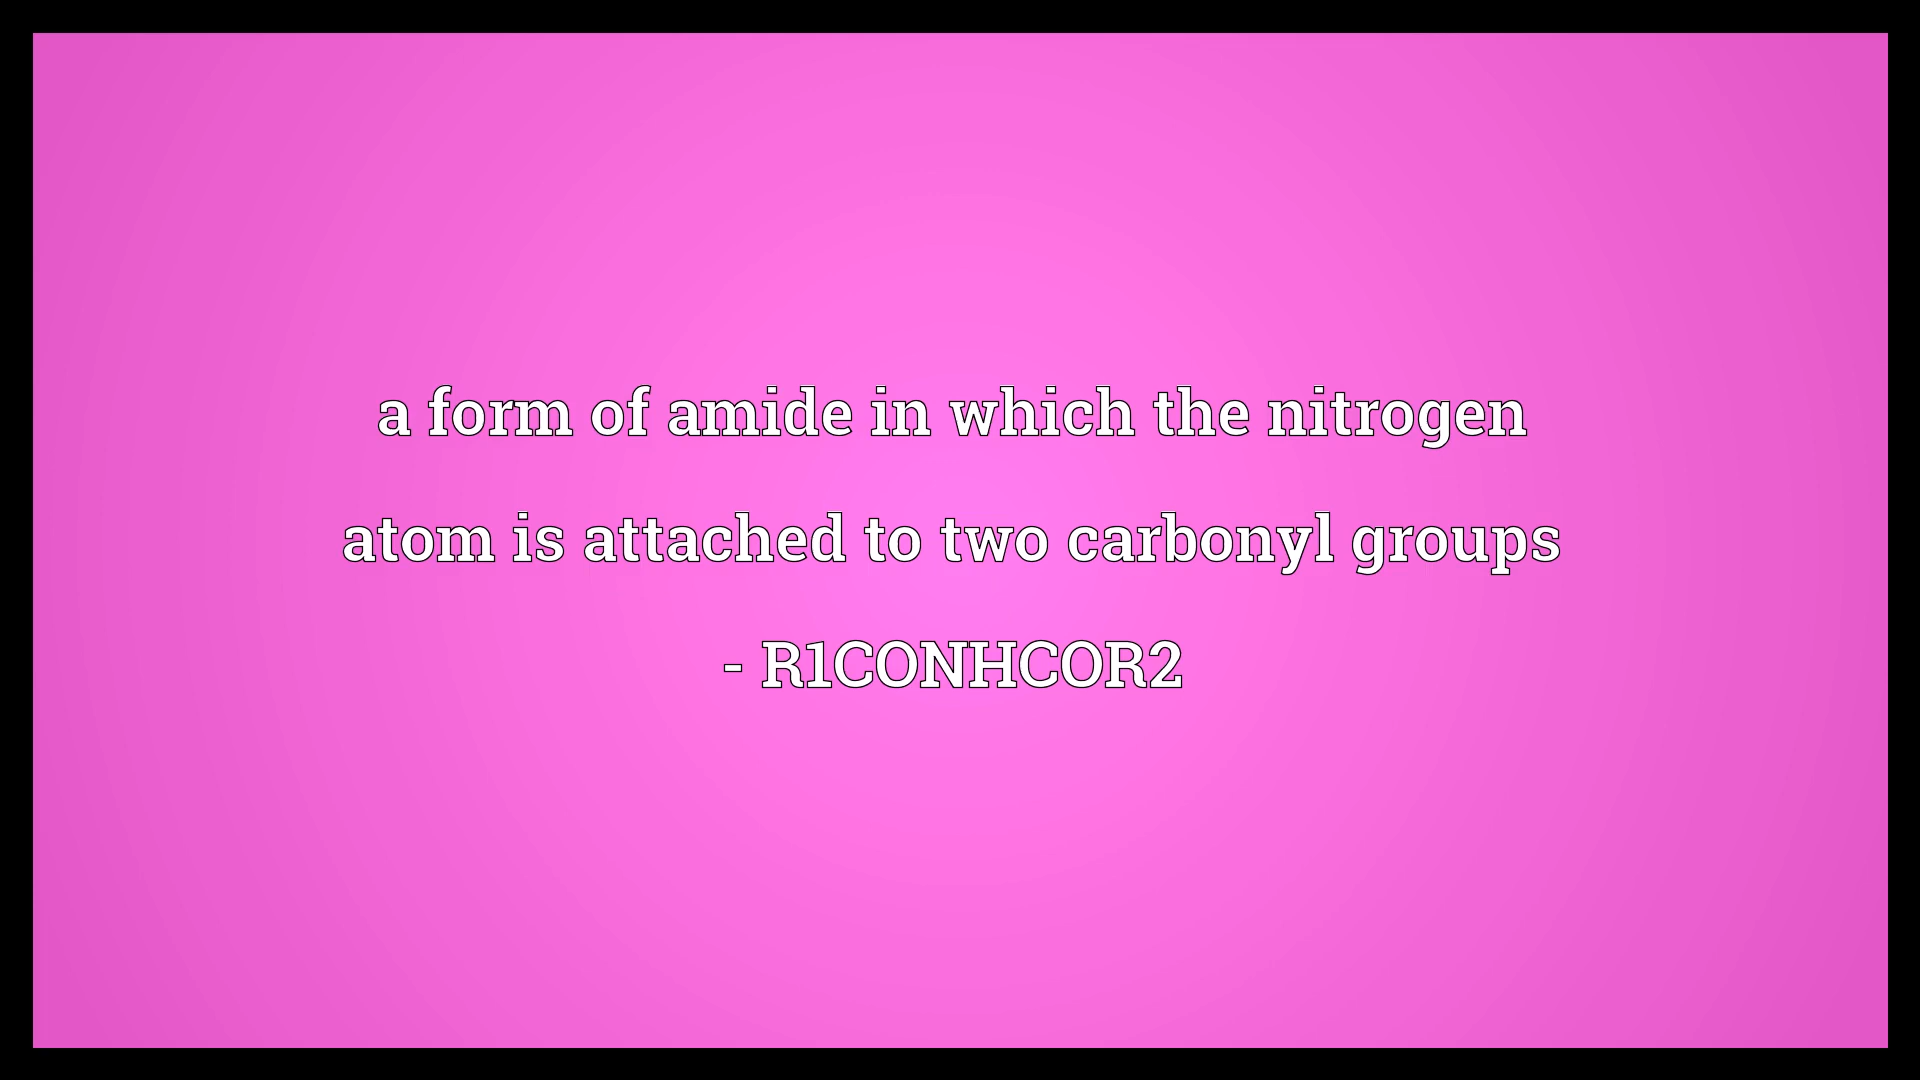 a form of amide in which the nitrogen
atom is attached to two carbonyl groups
- R1CONHCOR2